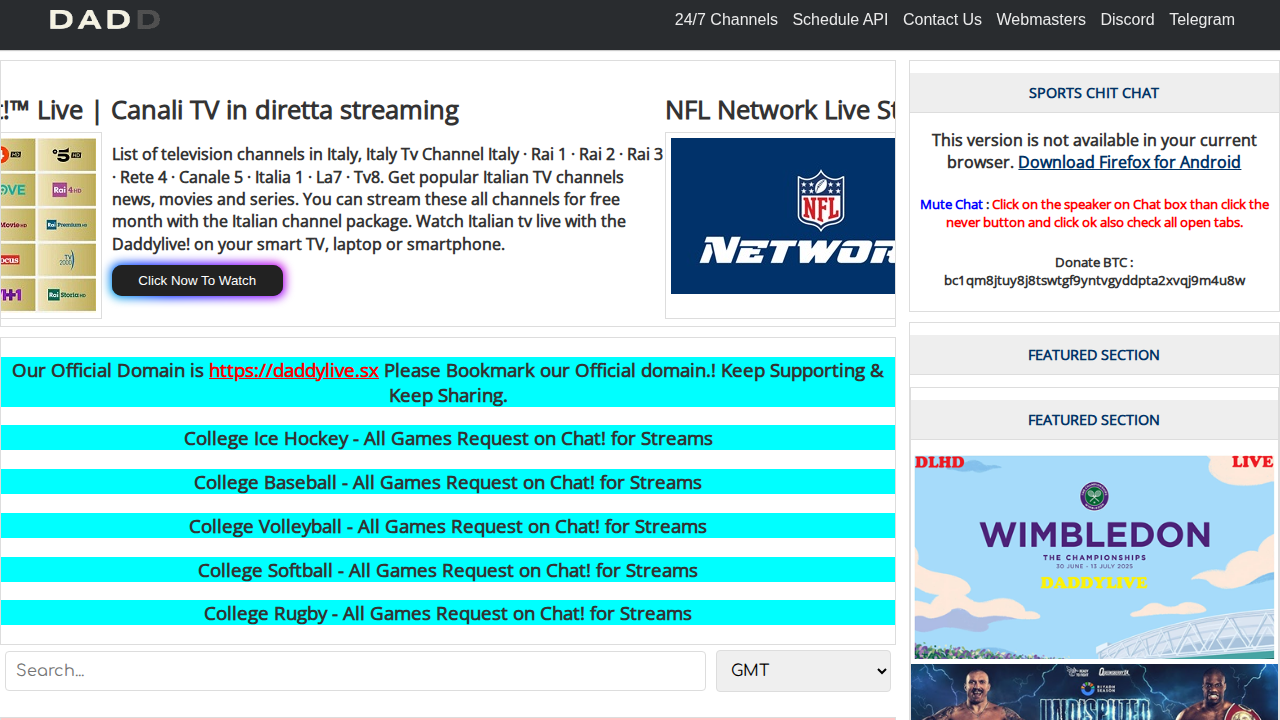 DADD
24/7 Channels Schedule API Contact Us Webmasters Discord Telegram
t!™ Live | Canali TV in diretta streaming
List of television channels in Italy, Italy Tv Channel Italy · Rai 1 · Rai 2 · Rai 3
· Rete 4 · Canale 5 · Italia 1 · La7 · Tv8. Get popular Italian TV channels
news, movies and series. You can stream these all channels for free
month with the Italian channel package. Watch Italian tv live with the
Daddylive! on your smart TV, laptop or smartphone.
Click Now To Watch
NFL Network Live St
NFL
NETWOR
Our Official Domain is https://daddylive.sx Please Bookmark our Official domain.! Keep Supporting &
Keep Sharing.
College Ice Hockey - All Games Request on Chat! for Streams
College Baseball - All Games Request on Chat! for Streams
College Volleyball - All Games Request on Chat! for Streams
College Softball - All Games Request on Chat! for Streams
College Rugby - All Games Request on Chat! for Streams
Search...
GMT
SPORTS CHIT CHAT
This version is not available in your current
browser. Download Firefox for Android
Mute Chat : Click on the speaker on Chat box than click the
never button and click ok also check all open tabs.
Donate BTC :
bc1qm8jtuy8j8tswtgf9yntvgyddpta2xvqj9m4u8w
FEATURED SECTION
FEATURED SECTION
DLHD LIVE
WIMBLEDON
THE CHAMPIONSHIPS
30 JUNE - 13 JULY 2025
DADDYLIVE
RIYADH
SEASON
UNDISPUTED